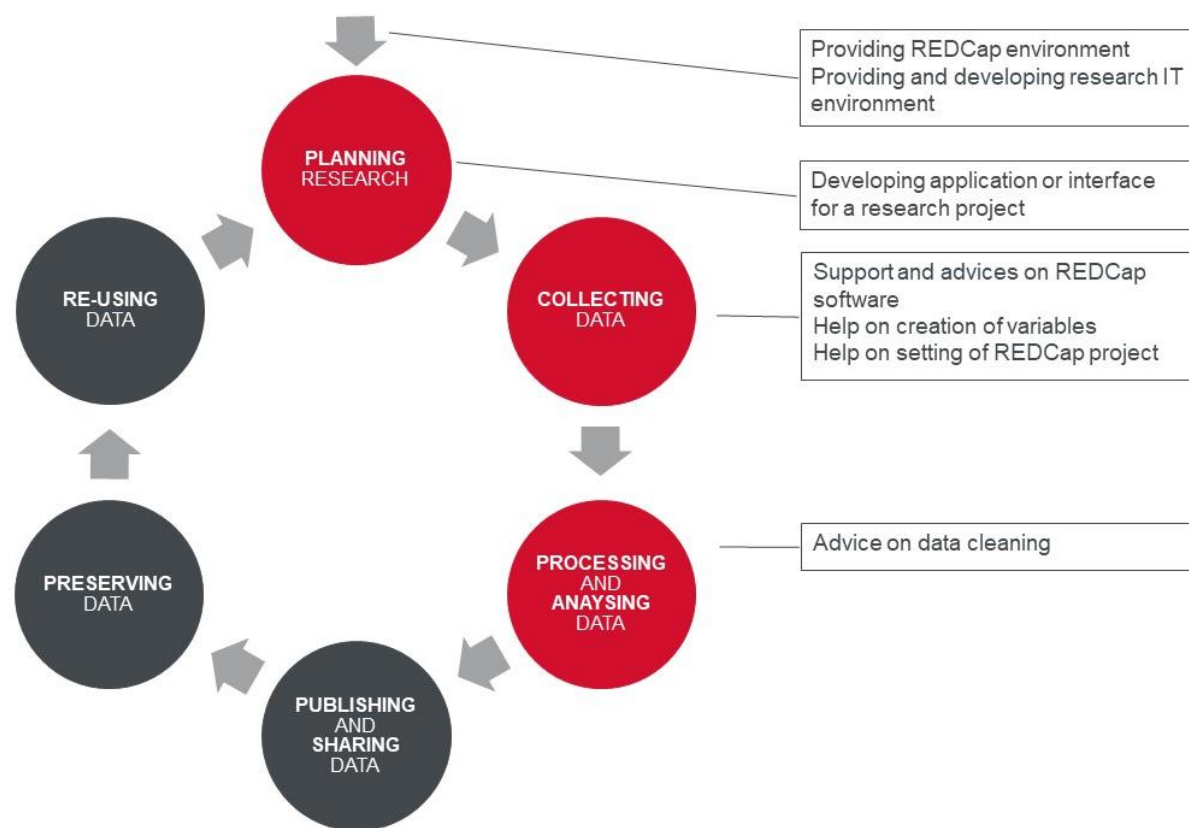 Providing REDCap environment
Providing and developing research IT
environment
PLANNING
RESEARCH
Developing application or interface
for a research project
COLLECTING
DATA
Support and advices on REDCap
software
Help on creation of variables
Help on setting of REDCap project
PROCESSING
AND
ANAYSING
DATA
Advice on data cleaning
PUBLISHING
AND
SHARING
DATA
PRESERVING
DATA
RE-USING
DATA